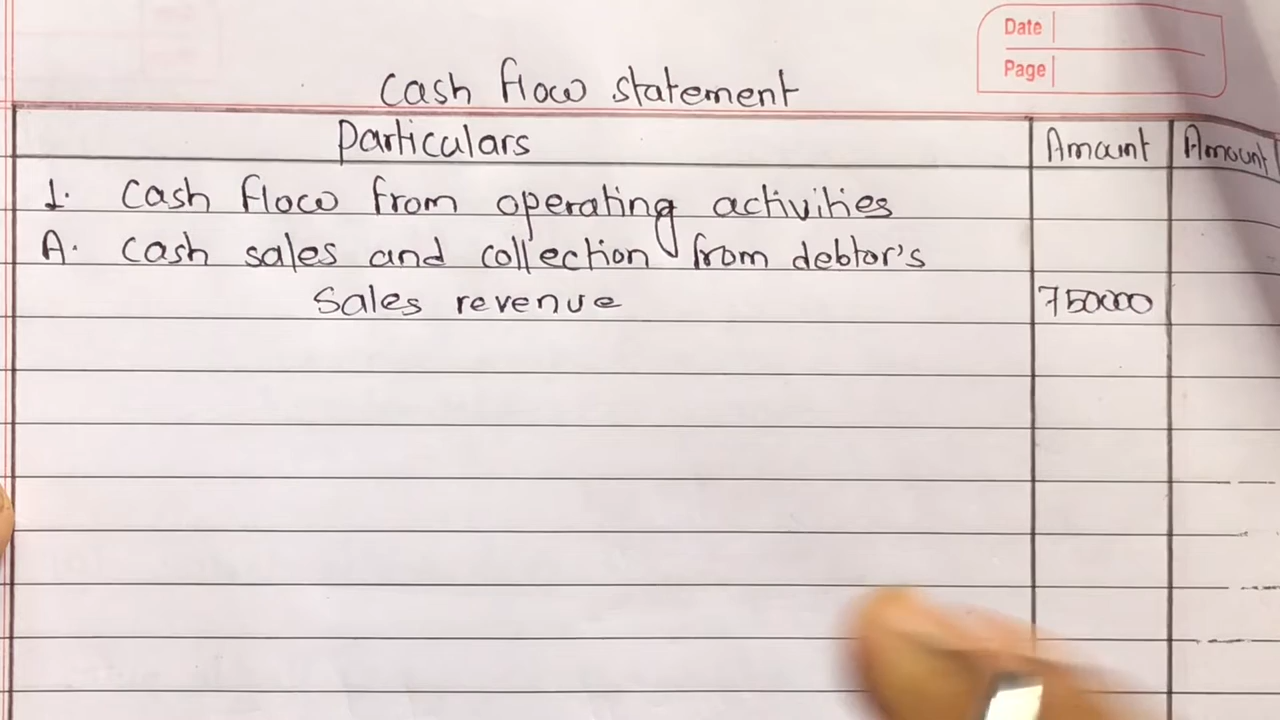 Date
Page
Cash flow statement
Particulars Amount Amount
1. Cash flow from operating activities
A. Cash sales and collection from debtor's
Sales revenue 750000